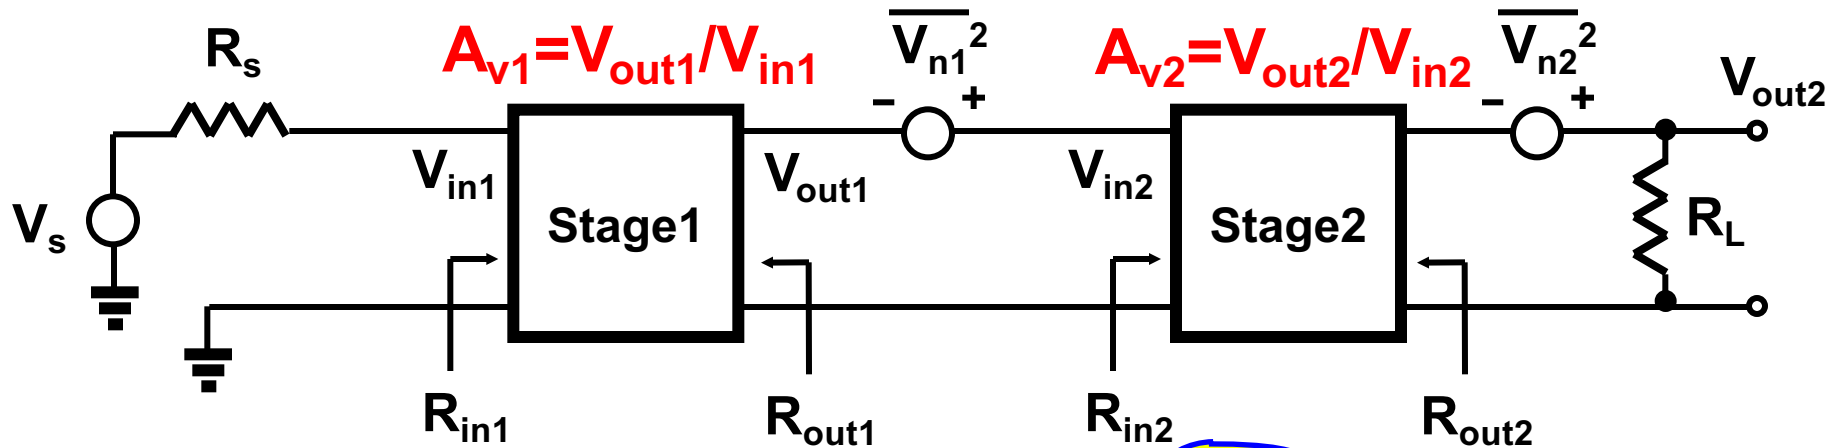 Rs
Av1=Vout1/Vin1
Vn1²
Av2=Vout2/Vin2
Vn2²
Vout2
- +
- +
Vin1
Vout1
Vin2
Vs
Stage1
Stage2
RL
Rin1
Rout1
Rin2
Rout2